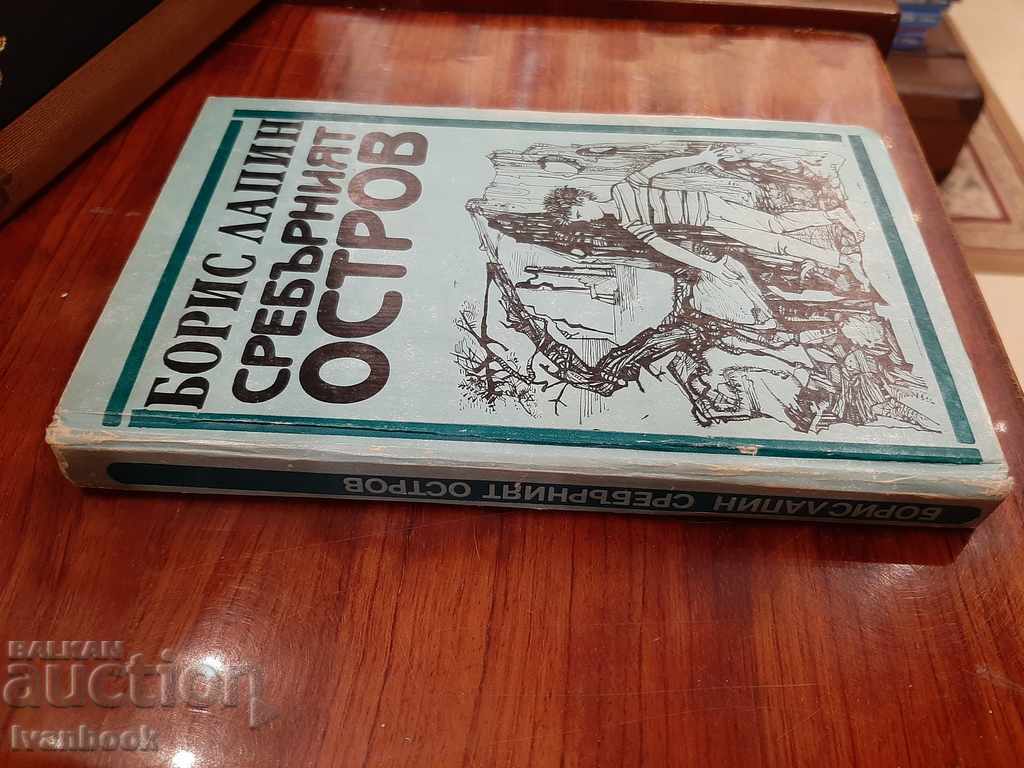 БОРИС ЛАПИН
СРЕБЪРНИЯТ
ОСТРОВ
БОРИС ЛАПИН СРЕБЪРНИЯТ ОСТРОВ
BALKAN
auction
Ivanhook